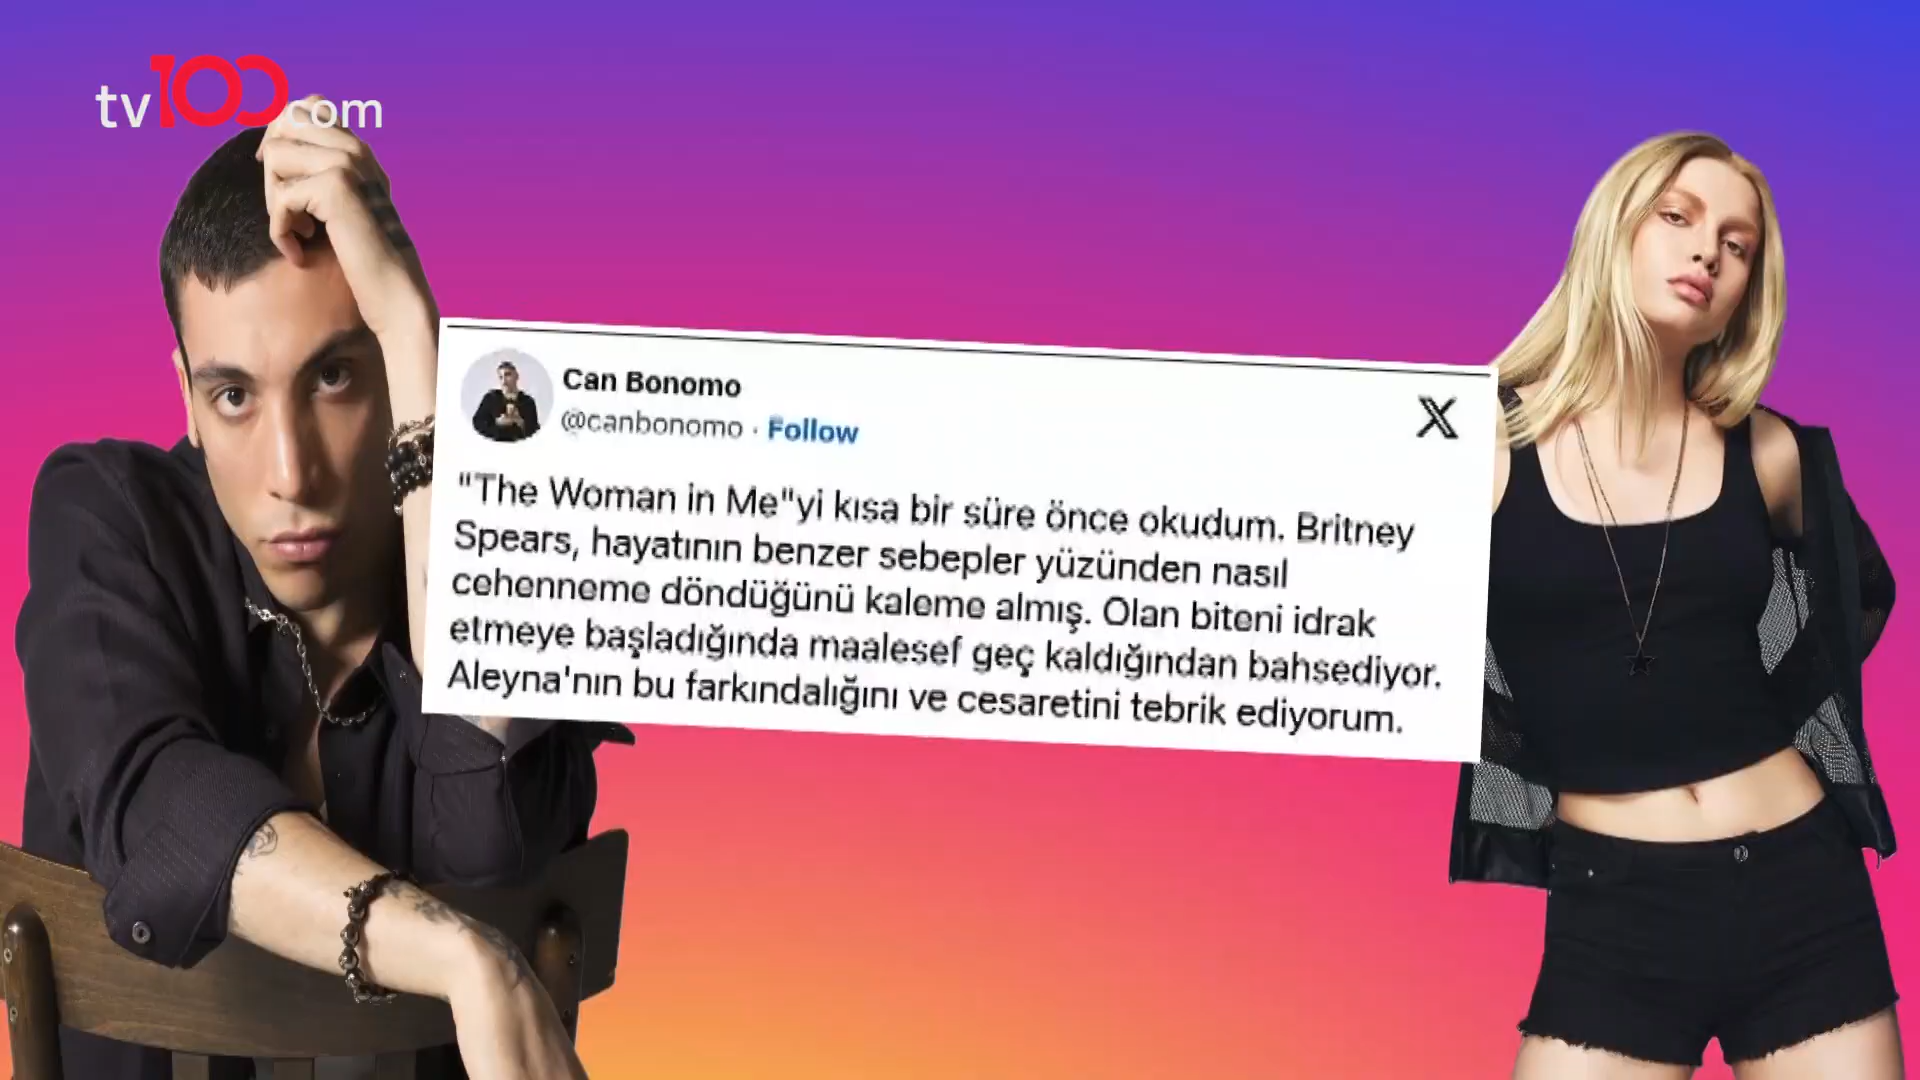 tv100.com
Can Bonomo
@canbonomo · Follow
"The Woman in Me"yi kısa bir süre önce okudum. Britney
Spears, hayatının benzer sebepler yüzünden nasıl
cehenneme döndüğünü kaleme almış. Olan biteni idrak
etmeye başladığında maalesef geç kaldığından bahsediyor.
Aleyna'nın bu farkındalığını ve cesaretini tebrik ediyorum.